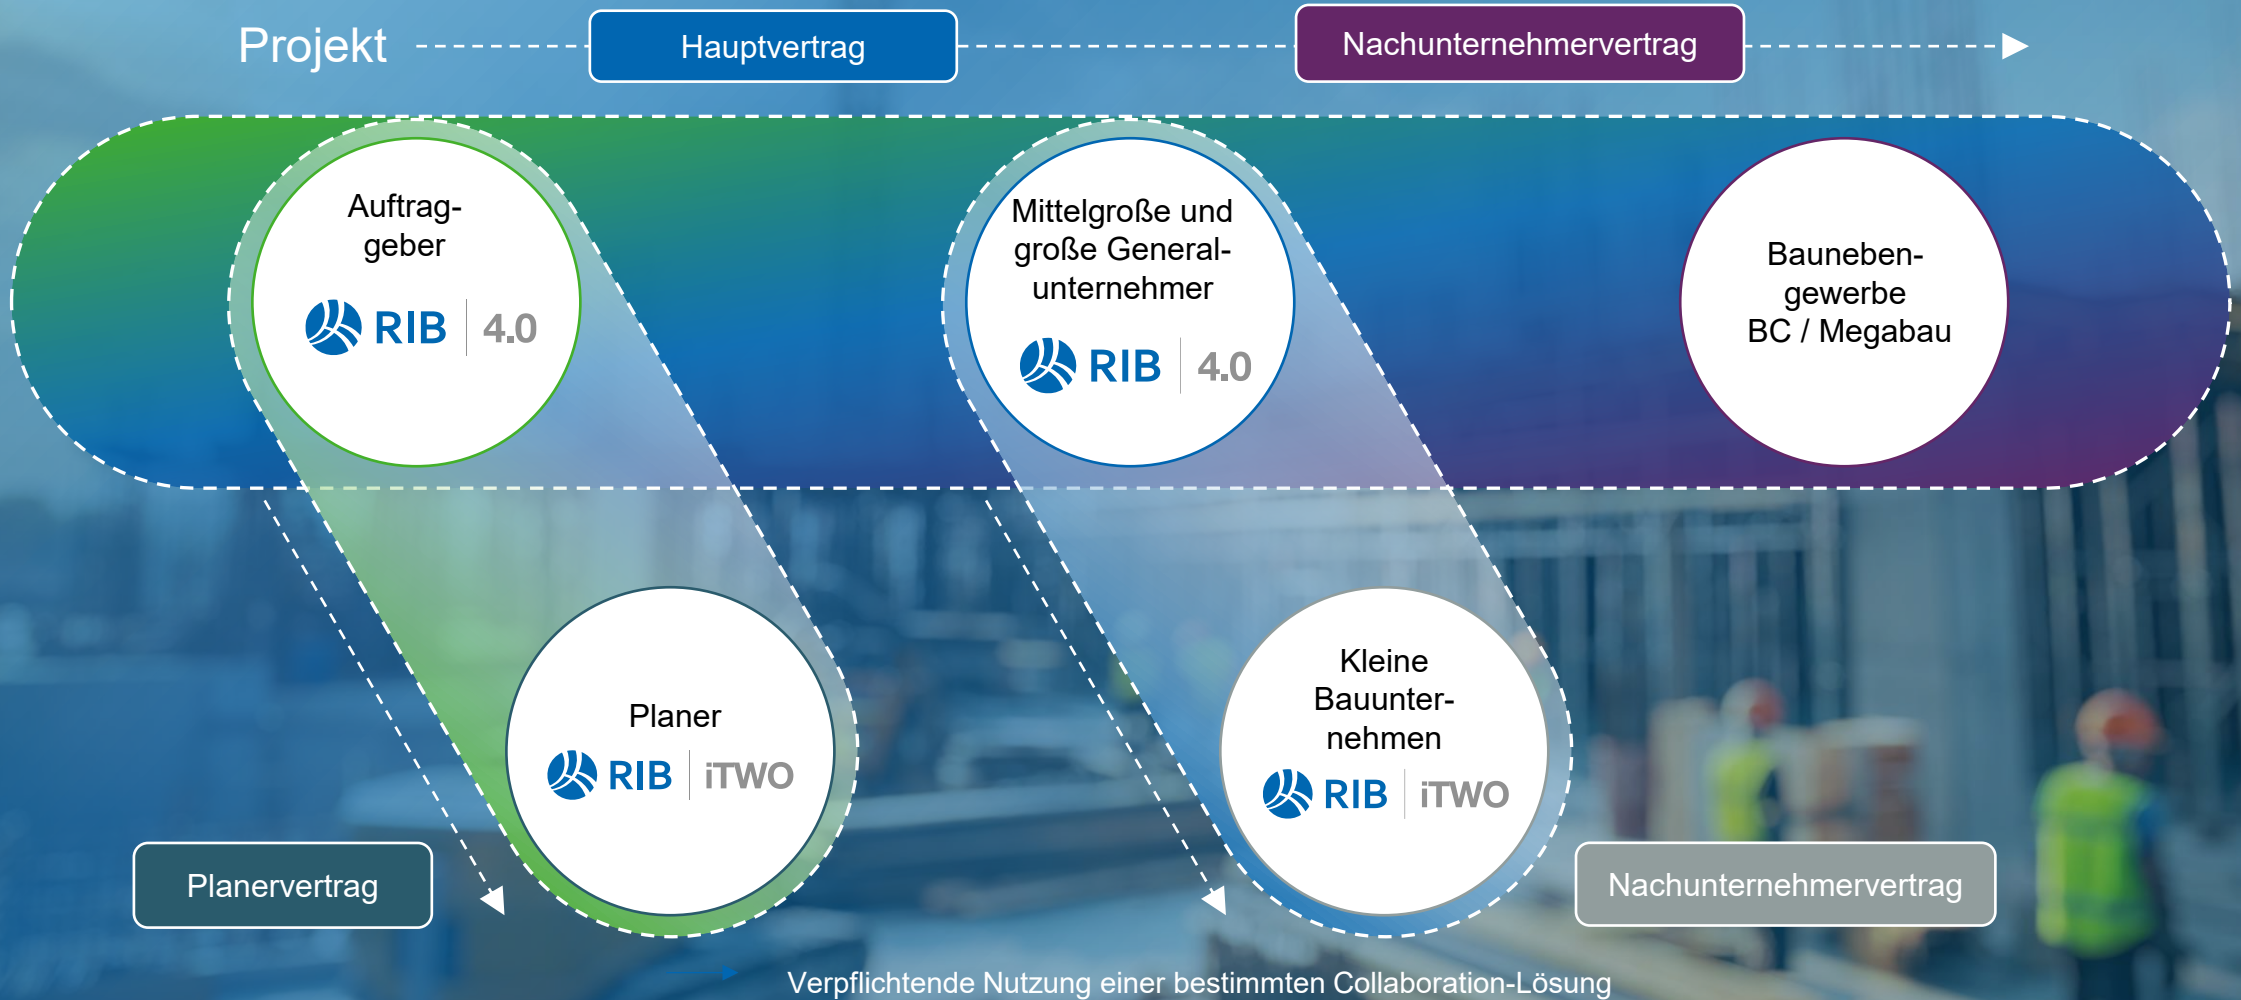 Projekt
Hauptvertrag
Nachunternehmervertrag
Auftrag-
geber
RIB 4.0
Mittelgroße und
große General-
unternehmer
RIB 4.0
Bauneben-
gewerbe
BC / Megabau
Planer
RIB iTWO
Kleine
Bauunter-
nehmen
RIB iTWO
Planervertrag
Nachunternehmervertrag
Verpflichtende Nutzung einer bestimmten Collaboration-Lösung